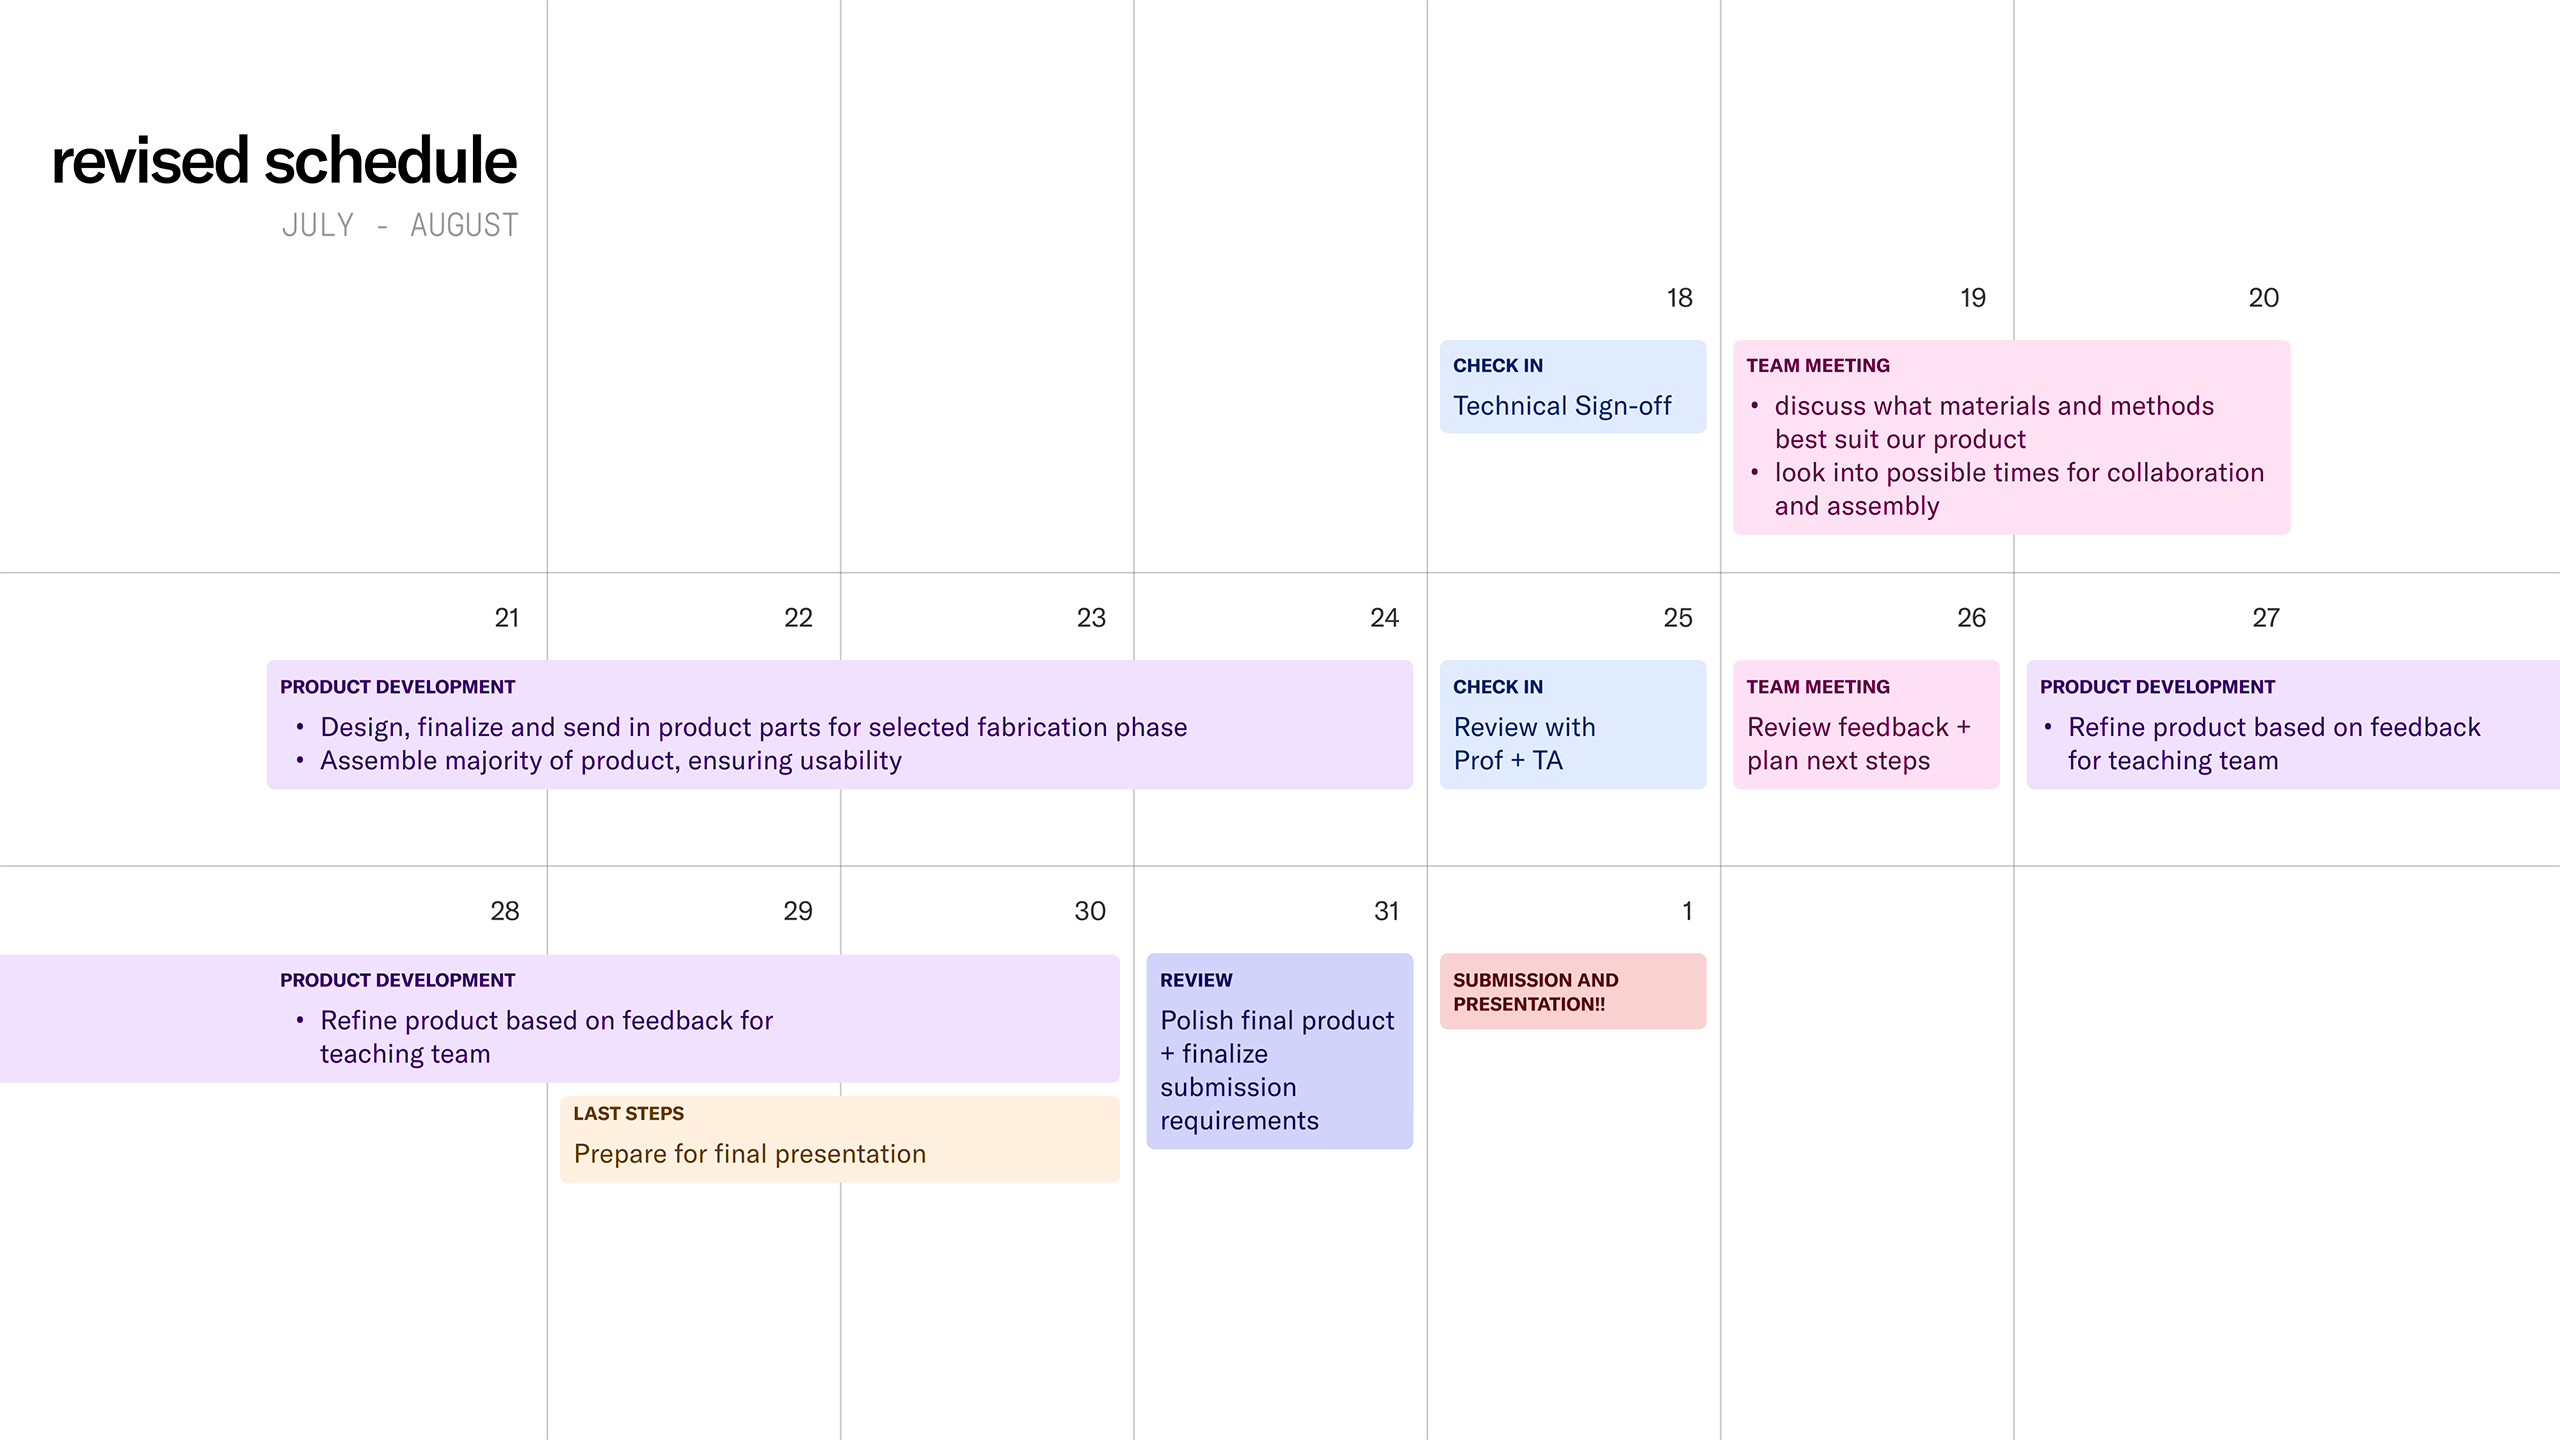 revised schedule
JULY - AUGUST
18
19
20
CHECK IN
Technical Sign-off
TEAM MEETING
• discuss what materials and methods
best suit our product
• look into possible times for collaboration
and assembly
21
22
23
24
25
26
27
PRODUCT DEVELOPMENT
• Design, finalize and send in product parts for selected fabrication phase
• Assemble majority of product, ensuring usability
CHECK IN
Review with
Prof + TA
TEAM MEETING
Review feedback +
plan next steps
PRODUCT DEVELOPMENT
• Refine product based on feedback
for teaching team
28
29
30
31
1
PRODUCT DEVELOPMENT
• Refine product based on feedback for
teaching team
LAST STEPS
Prepare for final presentation
REVIEW
Polish final product
+ finalize
submission
requirements
SUBMISSION AND
PRESENTATION!!